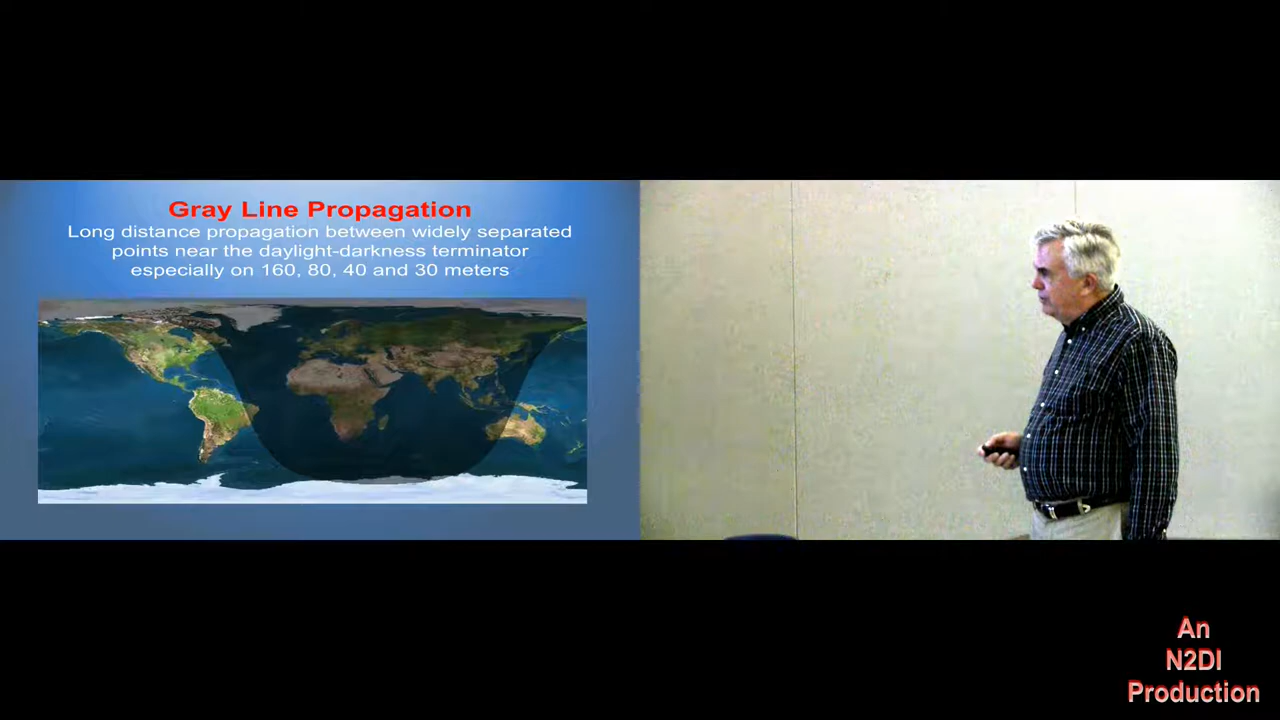 Gray Line Propagation
Long distance propagation between widely separated
points near the daylight-darkness terminator
especially on 160, 80, 40 and 30 meters
An
N2DI
Production